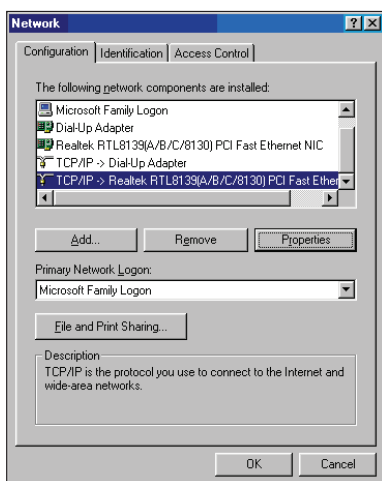 Network
Configuration Identification Access Control
The following network components are installed:
Microsoft Family Logon
Dial-Up Adapter
Realtek RTL8139(A/B/C/8130) PCI Fast Ethernet NIC
TCP/IP -> Dial-Up Adapter
TCP/IP -> Realtek RTL8139(A/B/C/8130) PCI Fast Ether
Add... Remove Properties
Primary Network Logon:
Microsoft Family Logon
File and Print Sharing...
Description
TCP/IP is the protocol you use to connect to the Internet and
wide-area networks.
OK Cancel